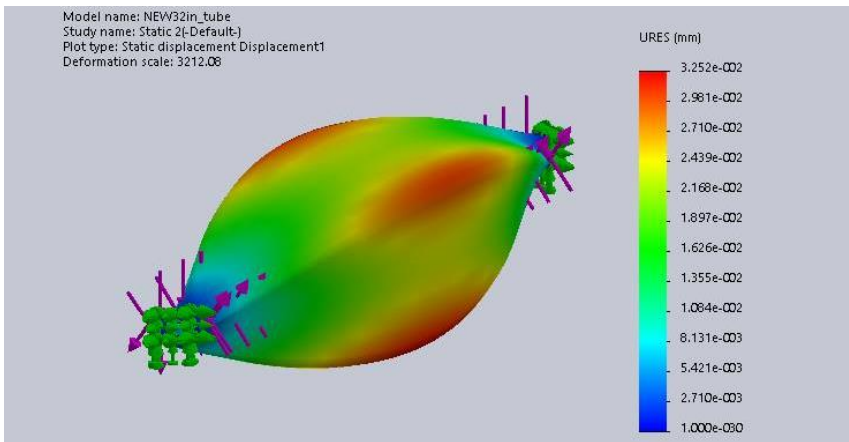 Model name: NEW32in_tube
Study name: Static 2(-Default-)
Plot type: Static displacement Displacement1
Deformation scale: 3212.08
URES (mm)
3.252e-002
2.981e-002
2.710e-002
2.439e-002
2.168e-002
1.897e-002
1.626e-002
1.355e-002
1.084e-002
8.131e-003
5.421e-003
2.710e-003
1.000e-030